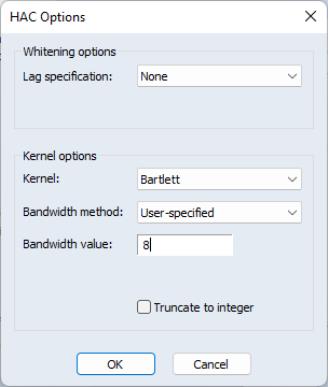 HAC Options
Whitening options
Lag specification: None
Kernel options
Kernel: Bartlett
Bandwidth method: User-specified
Bandwidth value: 8
Truncate to integer
OK Cancel